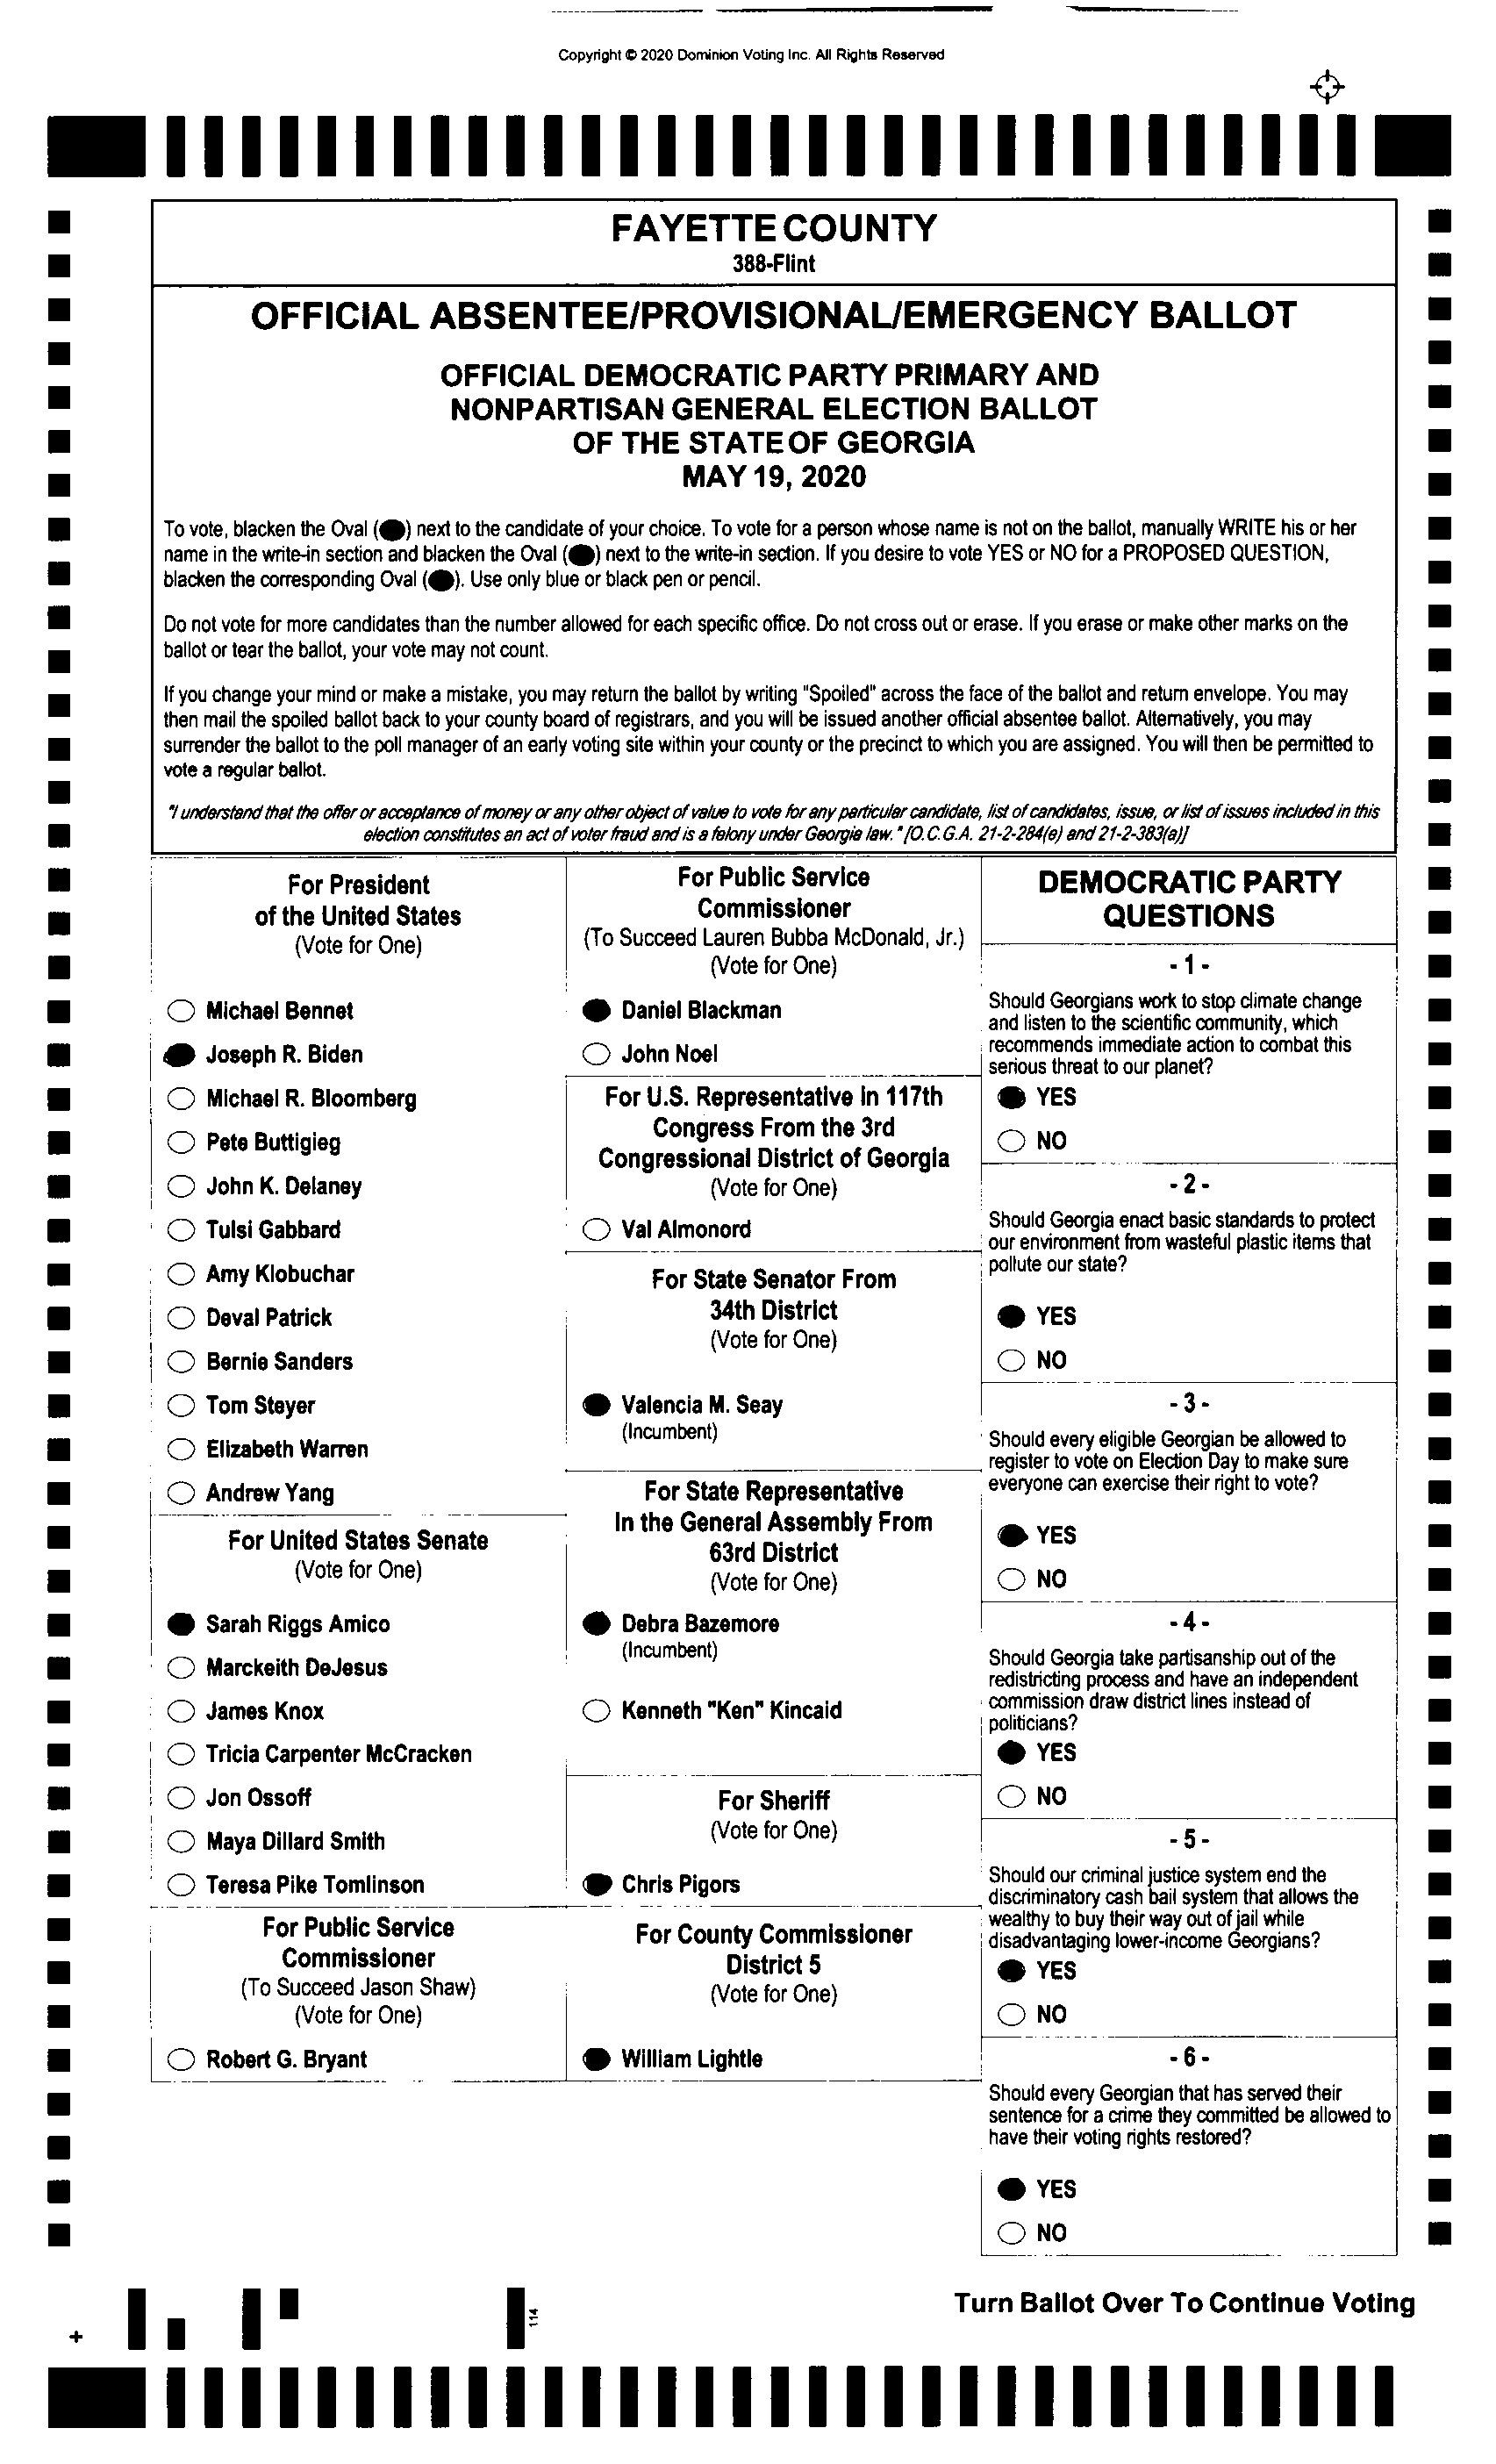 Copyright © 2020 Dominion Voting Inc. All Rights Reserved
FAYETTE COUNTY
388-Flint
OFFICIAL ABSENTEE/PROVISIONAL/EMERGENCY BALLOT
OFFICIAL DEMOCRATIC PARTY PRIMARY AND
NONPARTISAN GENERAL ELECTION BALLOT
OF THE STATE OF GEORGIA
MAY 19, 2020
To vote, blacken the Oval ( ) next to the candidate of your choice. To vote for a person whose name is not on the ballot, manually WRITE his or her
name in the write-in section and blacken the Oval ( ) next to the write-in section. If you desire to vote YES or NO for a PROPOSED QUESTION,
blacken the corresponding Oval ( ). Use only blue or black pen or pencil.
Do not vote for more candidates than the number allowed for each specific office. Do not cross out or erase. If you erase or make other marks on the
ballot or tear the ballot, your vote may not count.
If you change your mind or make a mistake, you may return the ballot by writing "Spoiled" across the face of the ballot and return envelope. You may
then mail the spoiled ballot back to your county board of registrars, and you will be issued another official absentee ballot. Alternatively, you may
surrender the ballot to the poll manager of an early voting site within your county or the precinct to which you are assigned. You will then be permitted to
vote a regular ballot.
"I understand that the offer or acceptance of money or any other object of value to vote for any particular candidate, list of candidates, issue, or list of issues included in this
election constitutes an act of voter fraud and is a felony under Georgia law." [O.C.G.A. 21-2-284(e) and 21-2-383(a)]
For President
of the United States
(Vote for One)
Michael Bennet
Joseph R. Biden
Michael R. Bloomberg
Pete Buttigieg
John K. Delaney
Tulsi Gabbard
Amy Klobuchar
Deval Patrick
Bernie Sanders
Tom Steyer
Elizabeth Warren
Andrew Yang
For United States Senate
(Vote for One)
Sarah Riggs Amico
Marckeith DeJesus
James Knox
Tricia Carpenter McCracken
Jon Ossoff
Maya Dillard Smith
Teresa Pike Tomlinson
For Public Service
Commissioner
(To Succeed Jason Shaw)
(Vote for One)
Robert G. Bryant
For Public Service
Commissioner
(To Succeed Lauren Bubba McDonald, Jr.)
(Vote for One)
Daniel Blackman
John Noel
For U.S. Representative in 117th
Congress From the 3rd
Congressional District of Georgia
(Vote for One)
Val Almonord
For State Senator From
34th District
(Vote for One)
Valencia M. Seay
(Incumbent)
For State Representative
In the General Assembly From
63rd District
(Vote for One)
Debra Bazemore
(Incumbent)
Kenneth "Ken" Kincaid
For Sheriff
(Vote for One)
Chris Pigors
For County Commissioner
District 5
(Vote for One)
William Lightle
DEMOCRATIC PARTY
QUESTIONS
- 1 -
Should Georgians work to stop climate change
and listen to the scientific community, which
recommends immediate action to combat this
serious threat to our planet?
YES
NO
- 2 -
Should Georgia enact basic standards to protect
our environment from wasteful plastic items that
pollute our state?
YES
NO
- 3 -
Should every eligible Georgian be allowed to
register to vote on Election Day to make sure
everyone can exercise their right to vote?
YES
NO
- 4 -
Should Georgia take partisanship out of the
redistricting process and have an independent
commission draw district lines instead of
politicians?
YES
NO
- 5 -
Should our criminal justice system end the
discriminatory cash bail system that allows the
wealthy to buy their way out of jail while
disadvantaging lower-income Georgians?
YES
NO
- 6 -
Should every Georgian that has served their
sentence for a crime they committed be allowed to
have their voting rights restored?
YES
NO
Turn Ballot Over To Continue Voting
114